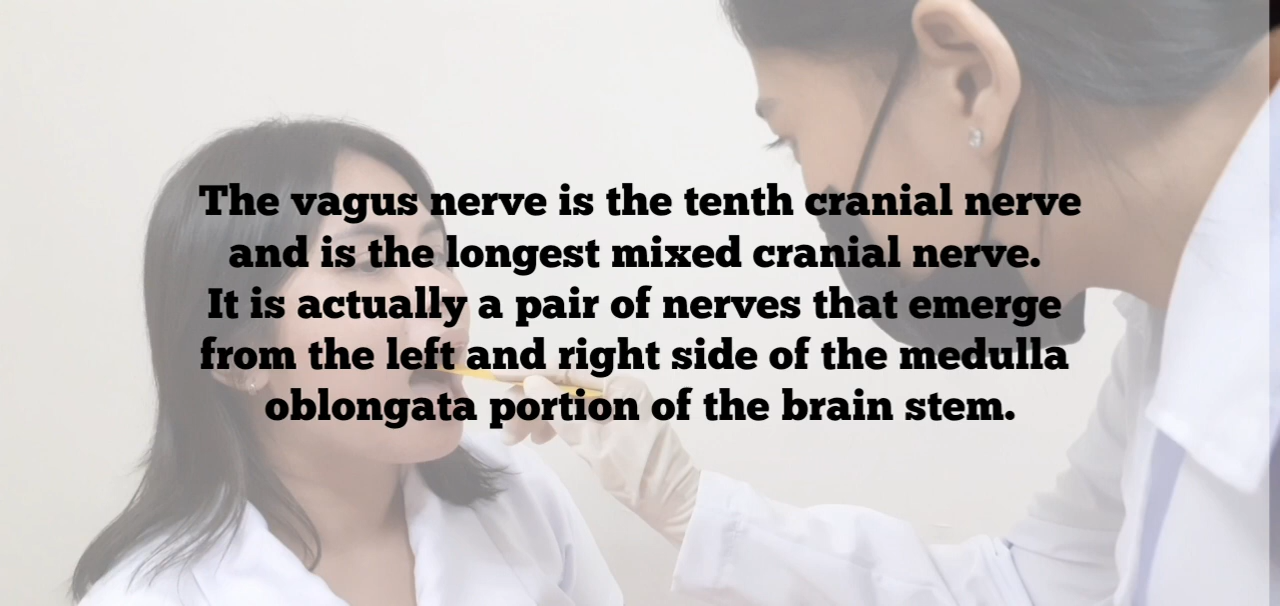 The vagus nerve is the tenth cranial nerve
and is the longest mixed cranial nerve.
It is actually a pair of nerves that emerge
from the left and right side of the medulla
oblongata portion of the brain stem.